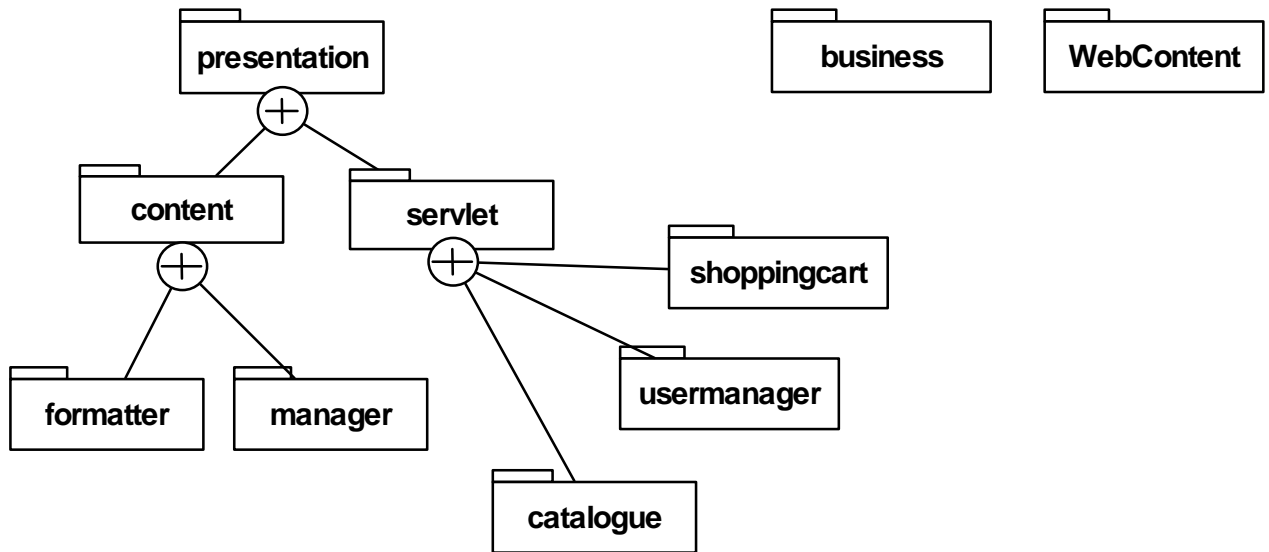 presentation
business
WebContent
content
servlet
shoppingcart
formatter
manager
usermanager
catalogue